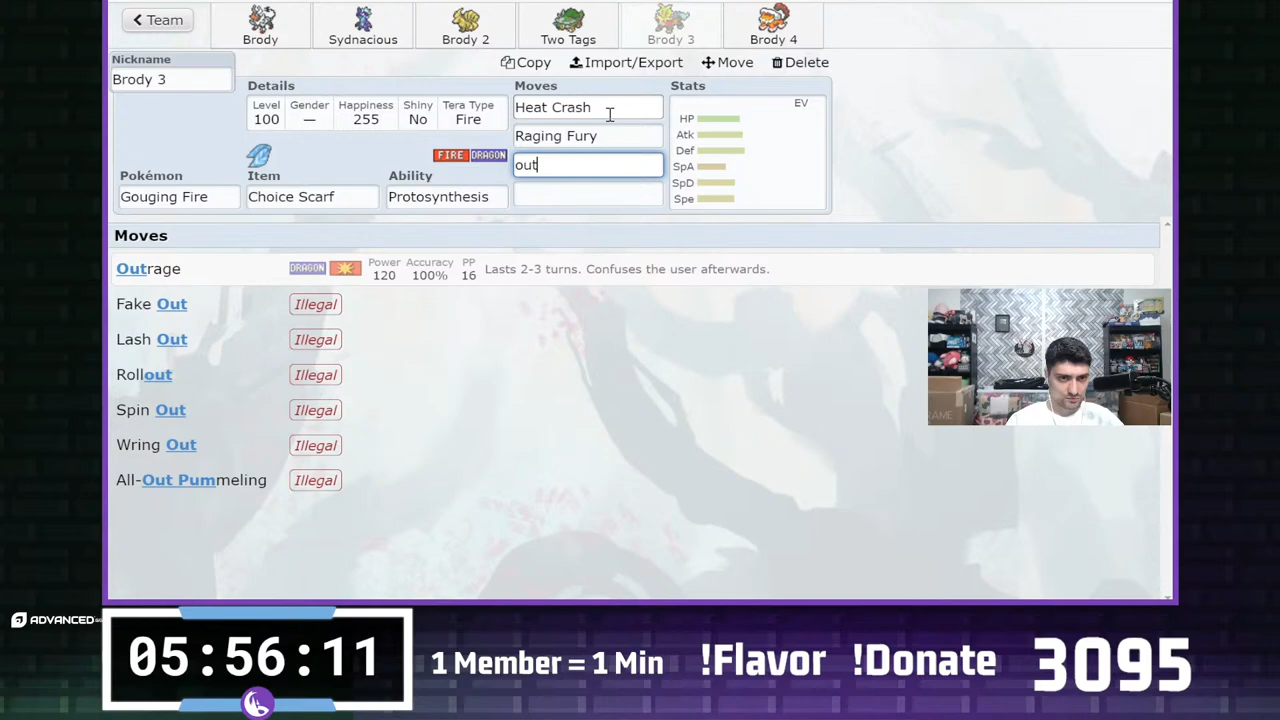 Team
Brody
Sydnacious
Brody 2
Two Tags
Brody 3
Brody 4
Nickname
Brody 3
Copy
Import/Export
Move
Delete
Details
Level
100
Gender
—
Happiness
255
Shiny
No
Tera Type
Fire
FIRE DRAGON
Pokémon
Gouging Fire
Item
Choice Scarf
Ability
Protosynthesis
Moves
Heat Crash
Raging Fury
out
Stats
EV
HP
Atk
Def
SpA
SpD
Spe
Moves
Outrage DRAGON Power 120 Accuracy 100% PP 16 Lasts 2-3 turns. Confuses the user afterwards.
Fake Out Illegal
Lash Out Illegal
Rollout Illegal
Spin Out Illegal
Wring Out Illegal
All-Out Pummeling Illegal
ADVANCED
05:56:11
1 Member = 1 Min
!Flavor !Donate
3095